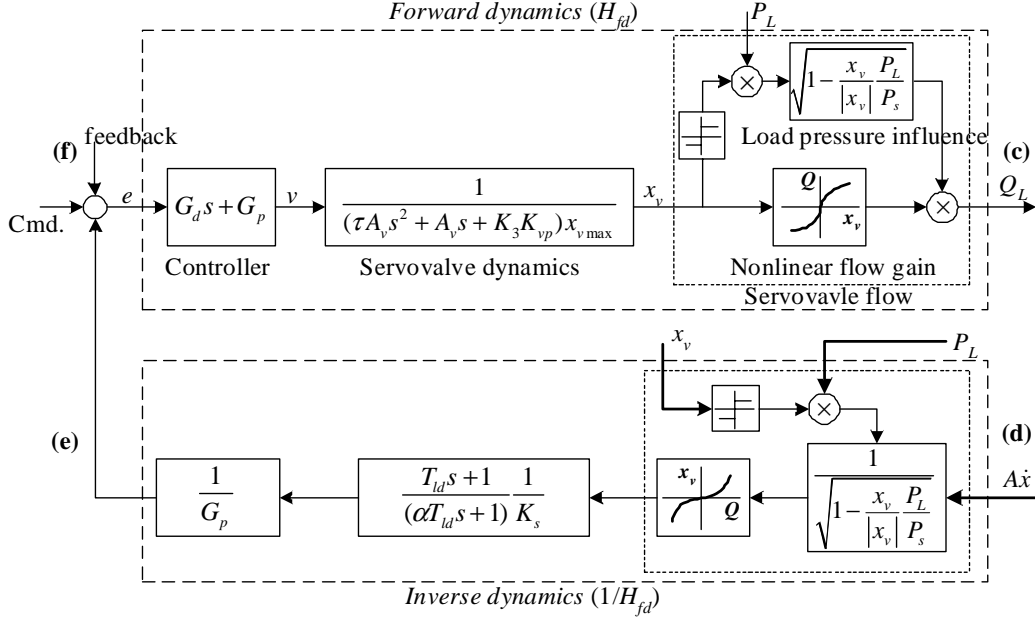 Forward dynamics (H_fd)
P_L
√(1 − x_v/|x_v| P_L/P_s)
Load pressure influence
(f)
feedback
(c)
e
G_d s + G_p
v
1/((τA_v s² + A_v s + K_3 K_vp) x_v max)
x_v
Q
x_v
Q_L
Cmd.
Controller
Servovalve dynamics
Nonlinear flow gain
Servovavle flow
x_v
P_L
(e)
(d)
1/G_p
(T_ld s + 1)/(αT_ld s + 1) 1/K_s
x_v
Q
1/√(1 − x_v/|x_v| P_L/P_s)
Aẋ
Inverse dynamics (1/H_fd)